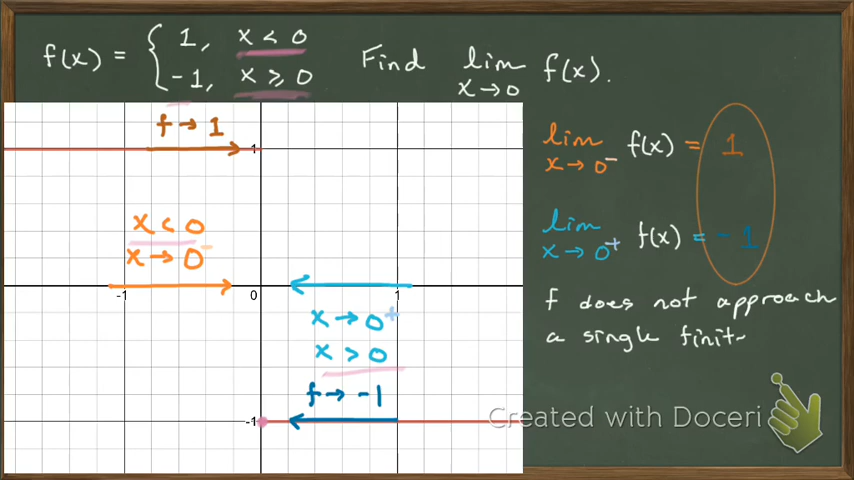 f(x) = { 1, x < 0
-1, x ⩾ 0
Find lim x→0 f(x).
f → 1
1
x < 0
x → 0⁻
-1 0 1
x → 0⁺
x > 0
f → -1
-1
lim x→0⁻ f(x) = 1
lim x→0⁺ f(x) = -1
f does not approach
a single finit
Created with Doceri